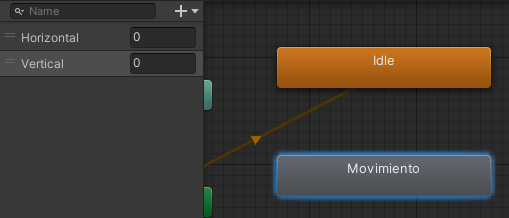 Name
Horizontal 0
Vertical 0
Idle
Movimiento